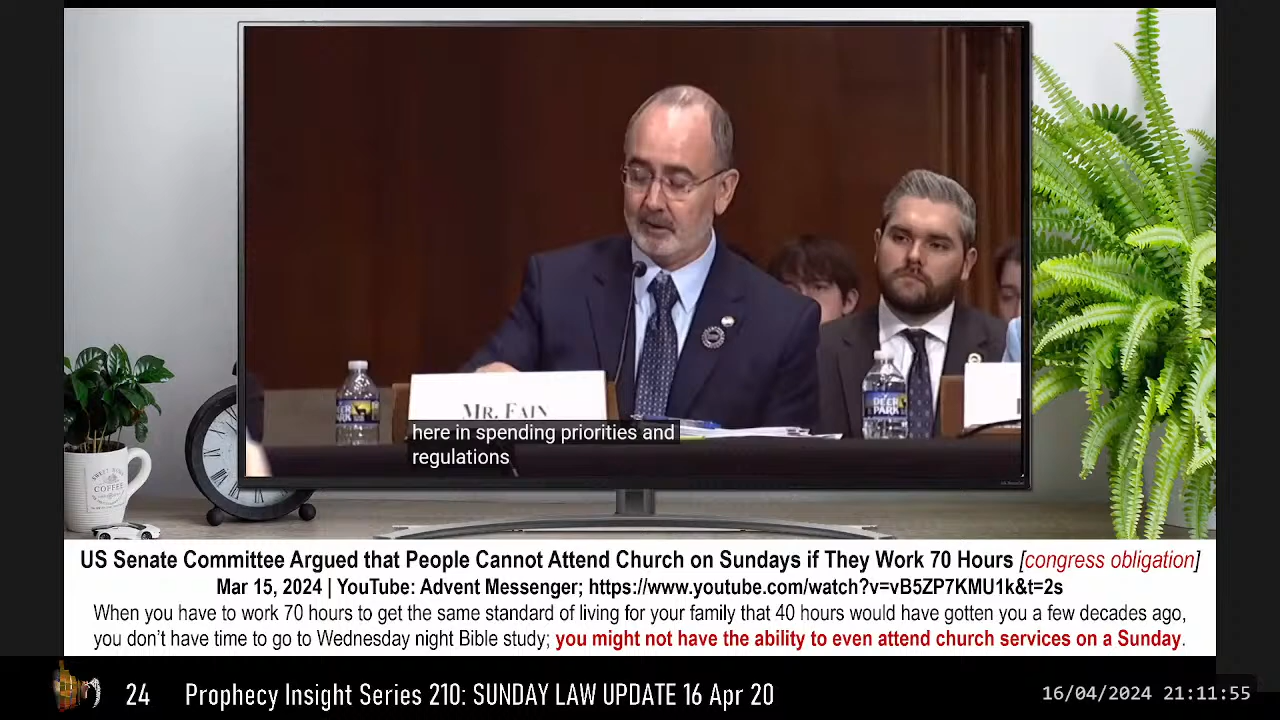 MR. FAIN
here in spending priorities and
regulations
DEER
PARK
COFFEE
US Senate Committee Argued that People Cannot Attend Church on Sundays if They Work 70 Hours [congress obligation]
Mar 15, 2024 | YouTube: Advent Messenger; https://www.youtube.com/watch?v=vB5ZP7KMU1k&t=2s
When you have to work 70 hours to get the same standard of living for your family that 40 hours would have gotten you a few decades ago,
you don't have time to go to Wednesday night Bible study; you might not have the ability to even attend church services on a Sunday.
24 Prophecy Insight Series 210: SUNDAY LAW UPDATE 16 Apr 20
16/04/2024 21:11:55